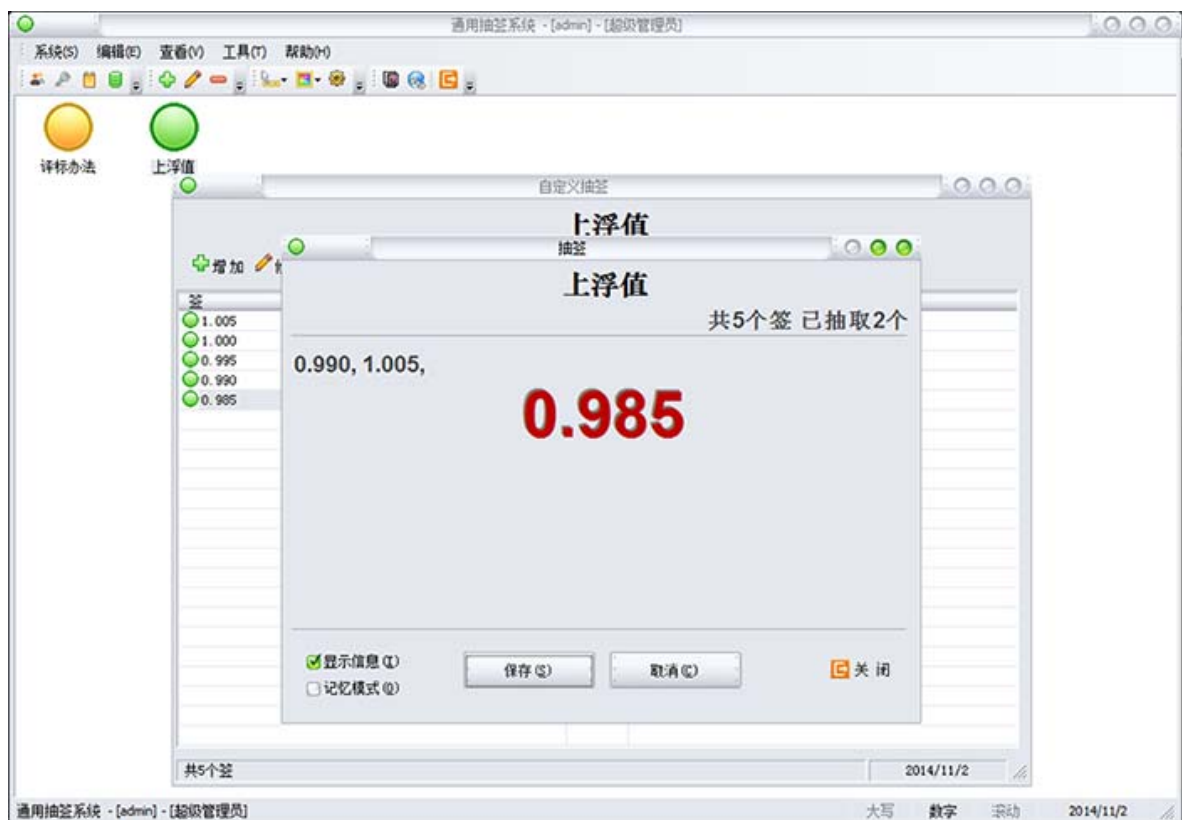 通用抽签系统 - [admin] - [超级管理员]
系统(S) 编辑(E) 查看(V) 工具(T) 帮助(H)
评标办法 上浮值
自定义抽签
上浮值
增加
签
1.005
1.000
0.995
0.990
0.985
抽签
上浮值
共5个签 已抽取2个
0.990, 1.005,
0.985
显示信息(I)
记忆模式(Q)
保存(S) 取消(C) 关闭
共5个签 2014/11/2
通用抽签系统 - [admin] - [超级管理员] 大写 数字 滚动 2014/11/2